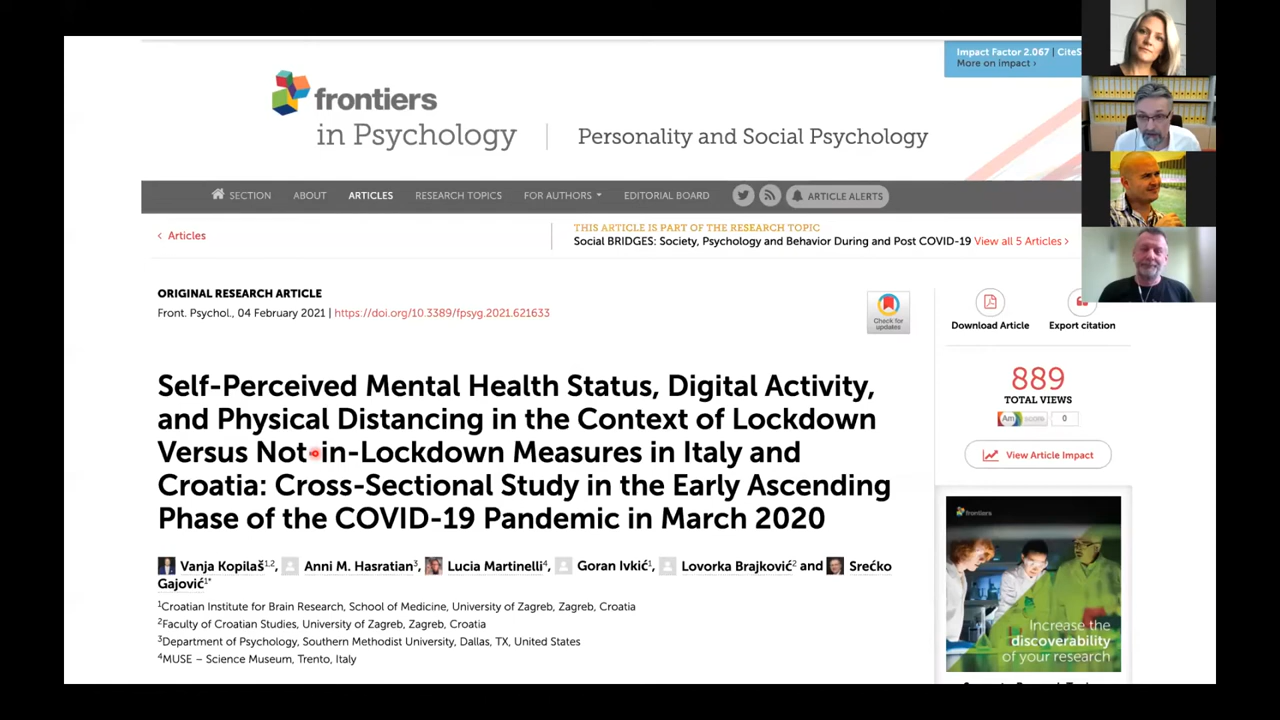 Impact Factor 2.067 | CiteS
More on impact ›
frontiers
in Psychology
Personality and Social Psychology
SECTION ABOUT ARTICLES RESEARCH TOPICS FOR AUTHORS EDITORIAL BOARD ARTICLE ALERTS
‹ Articles
THIS ARTICLE IS PART OF THE RESEARCH TOPIC
Social BRIDGES: Society, Psychology and Behavior During and Post COVID-19 View all 5 Articles ›
ORIGINAL RESEARCH ARTICLE
Front. Psychol., 04 February 2021 | https://doi.org/10.3389/fpsyg.2021.621633
Check for
updates
Download Article Export citation
Self-Perceived Mental Health Status, Digital Activity,
and Physical Distancing in the Context of Lockdown
Versus Not-in-Lockdown Measures in Italy and
Croatia: Cross-Sectional Study in the Early Ascending
Phase of the COVID-19 Pandemic in March 2020
889
TOTAL VIEWS
Am score 0
View Article Impact
Vanja Kopilaš1,2, Anni M. Hasratian3, Lucia Martinelli4, Goran Ivkić1, Lovorka Brajković2 and Srećko
Gajović1*
1Croatian Institute for Brain Research, School of Medicine, University of Zagreb, Zagreb, Croatia
2Faculty of Croatian Studies, University of Zagreb, Zagreb, Croatia
3Department of Psychology, Southern Methodist University, Dallas, TX, United States
4MUSE – Science Museum, Trento, Italy
frontiers
Increase the
discoverability
of your research